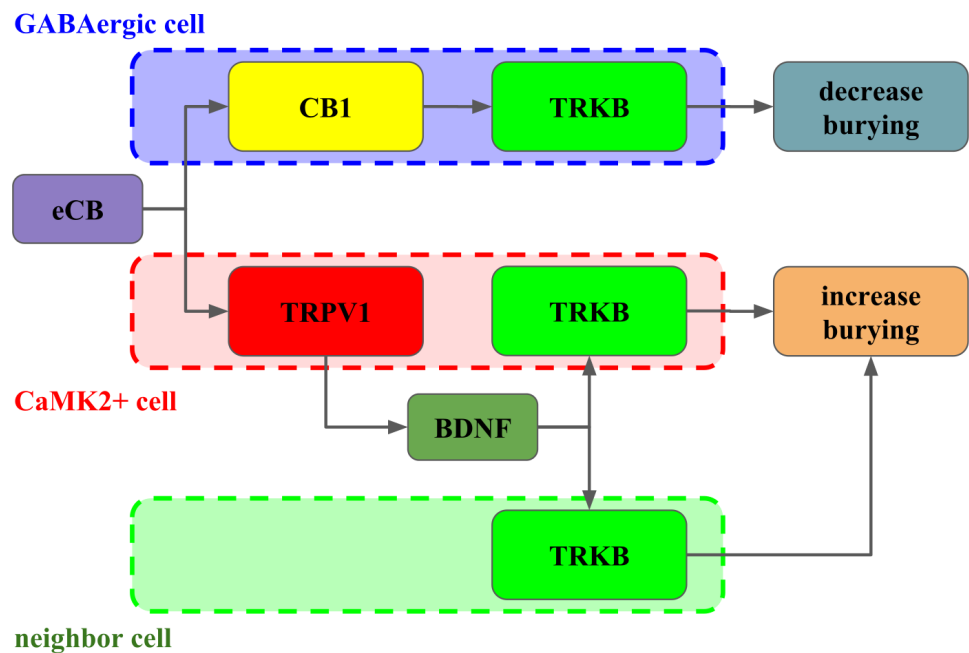 GABAergic cell
CB1
TRKB
decrease
burying
eCB
TRPV1
TRKB
increase
burying
CaMK2+ cell
BDNF
TRKB
neighbor cell